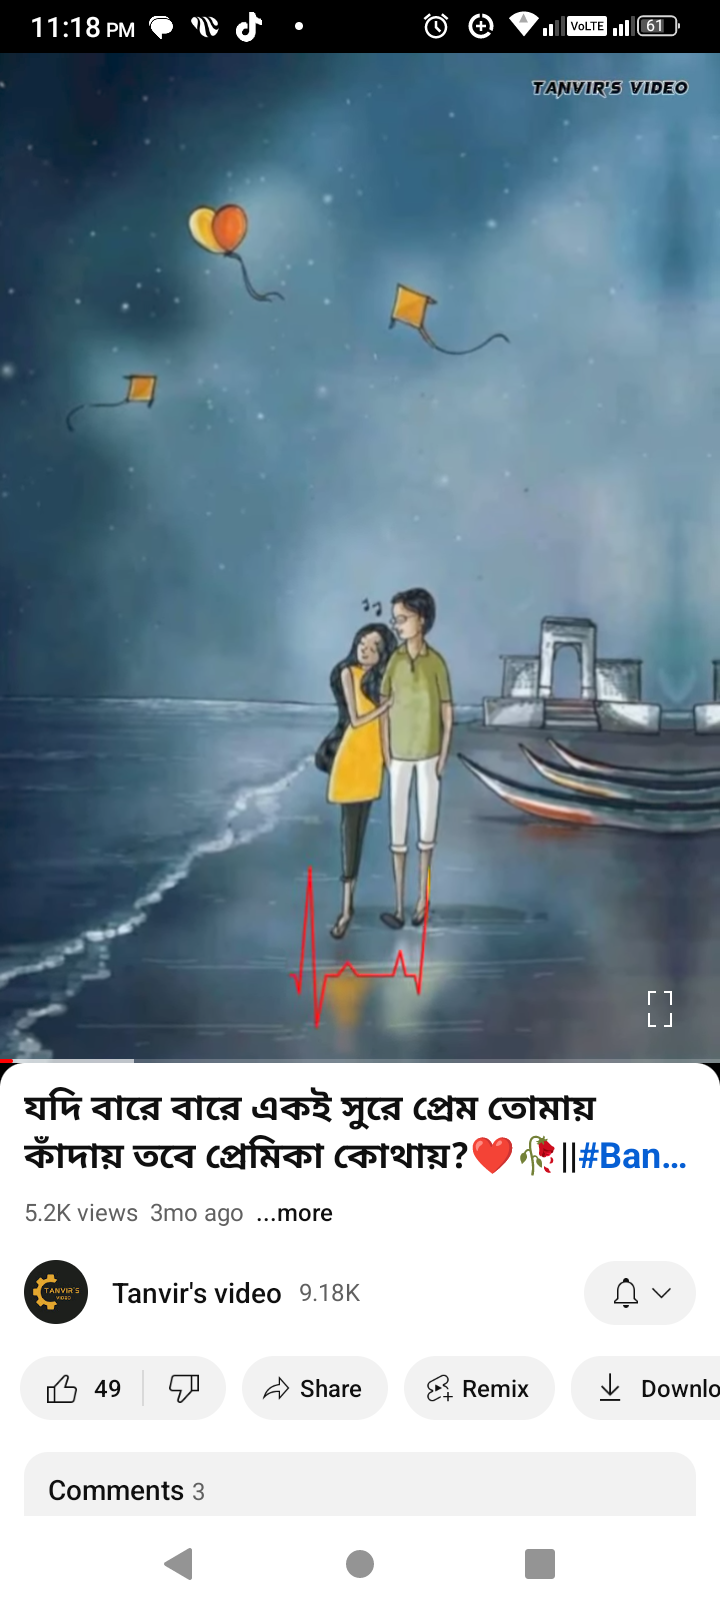 11:18 PM
VoLTE
61
TANVIR'S VIDEO
যদি বারে বারে একই সুরে প্রেম তোমায়
কাঁদায় তবে প্রেমিকা কোথায়?❤️🥀||#Ban...
5.2K views 3mo ago ...more
TANVIR'S
VIDEO
Tanvir's video 9.18K
49
Share
Remix
Downlo
Comments 3